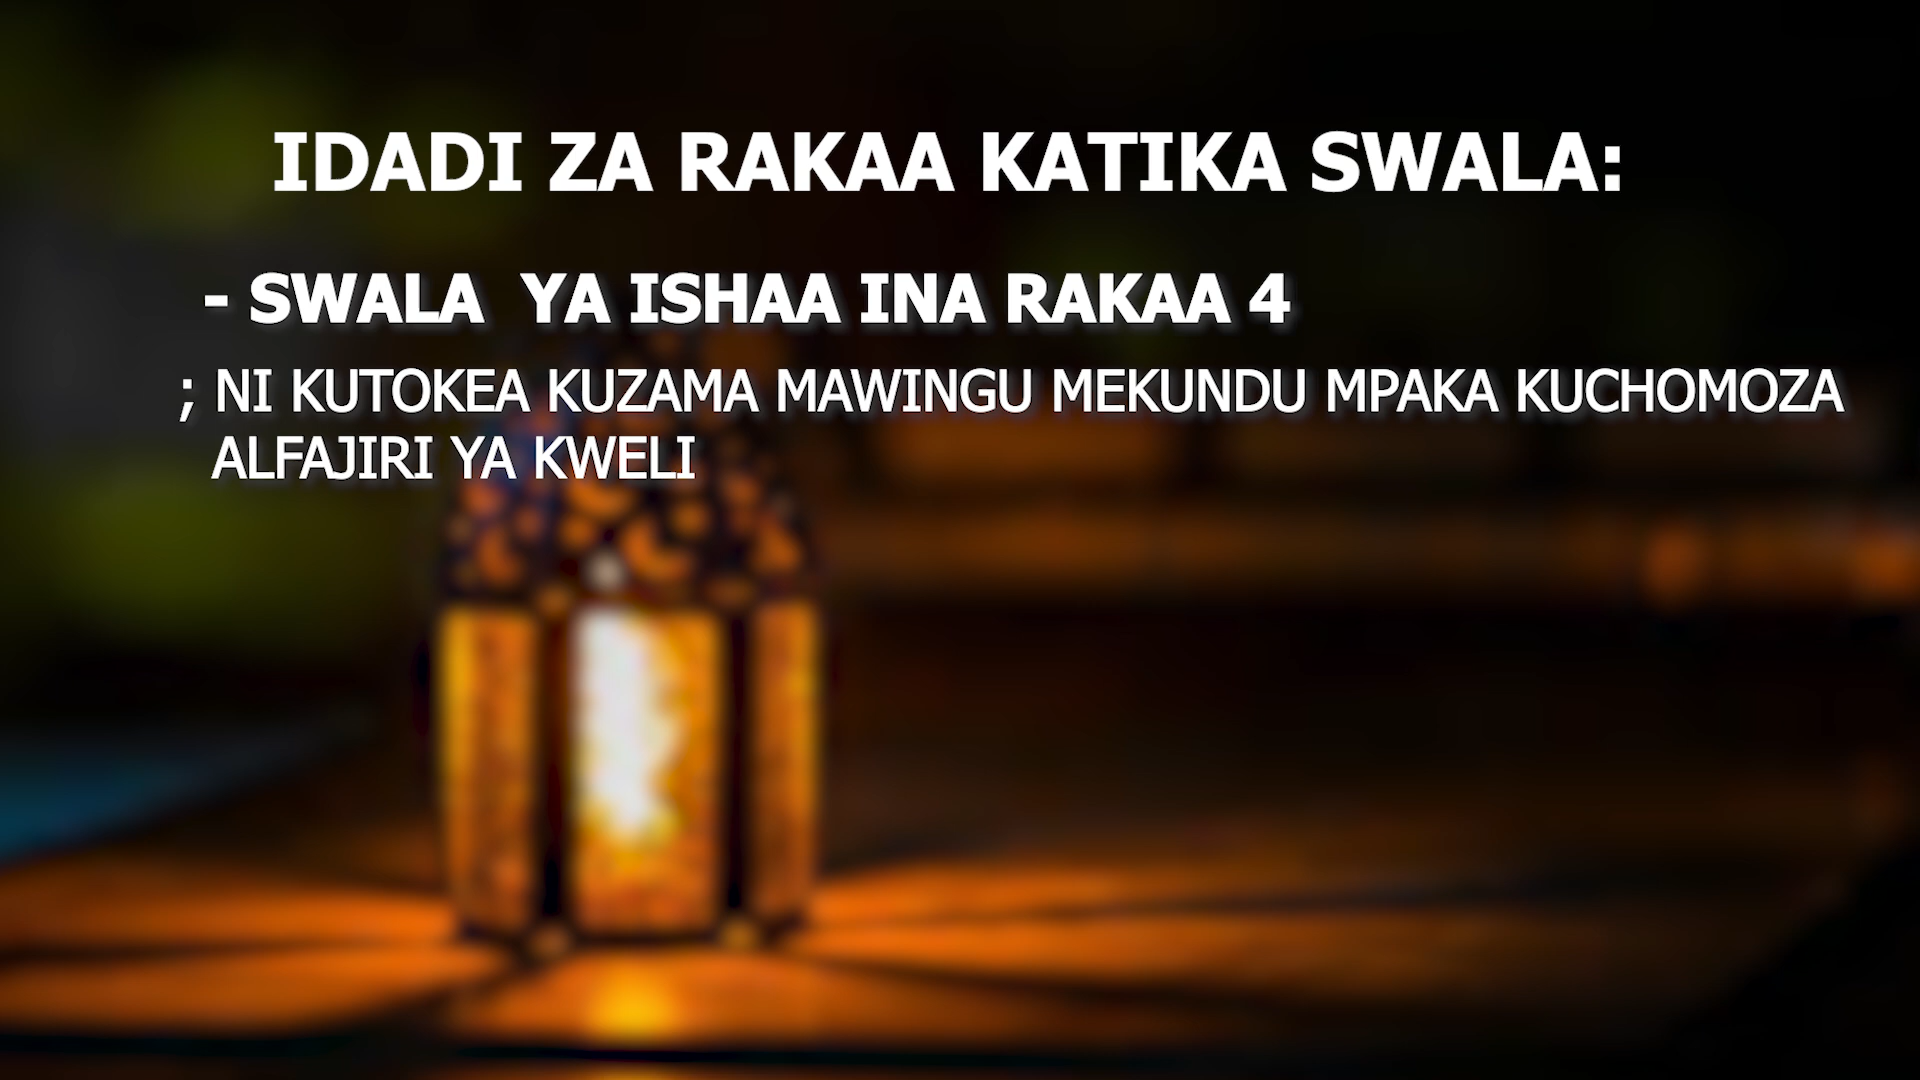 IDADI ZA RAKAA KATIKA SWALA:
- SWALA YA ISHAA INA RAKAA 4
; NI KUTOKEA KUZAMA MAWINGU MEKUNDU MPAKA KUCHOMOZA
ALFAJIRI YA KWELI